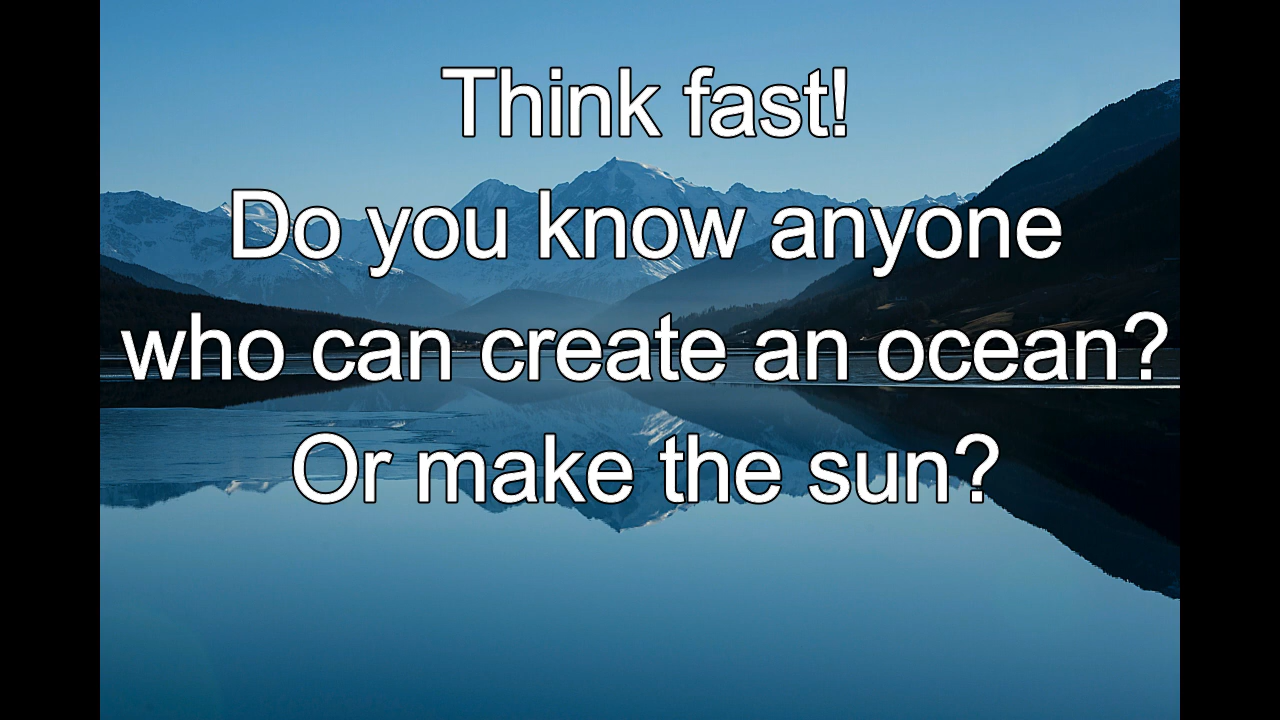 Think fast!
Do you know anyone
who can create an ocean?
Or make the sun?